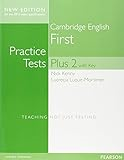 NEW EDITION
Cambridge English
First
Practice
Tests
Plus 2 with Key
Nick Kenny
Lucrecia Luque-Mortimer
TEACHING NOT JUST TESTING